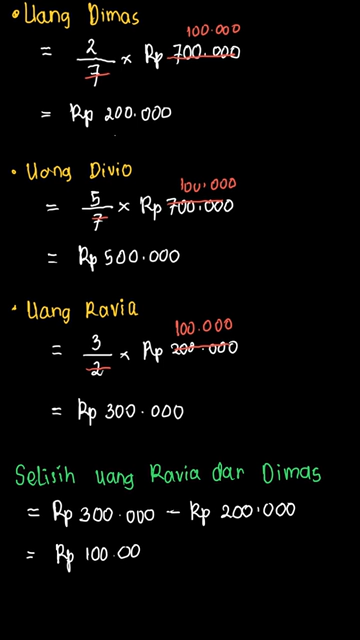 • Uang Dimas
100.000
= 2/7 × Rp 700.000
= Rp 200.000
• Uang Divio
100.000
= 5/7 × Rp 700.000
= Rp 500.000
• Uang Ravia
100.000
= 3/2 × Rp 200.000
= Rp 300.000
Selisih uang Ravia dan Dimas
= Rp 300.000 – Rp 200.000
= Rp 100.00